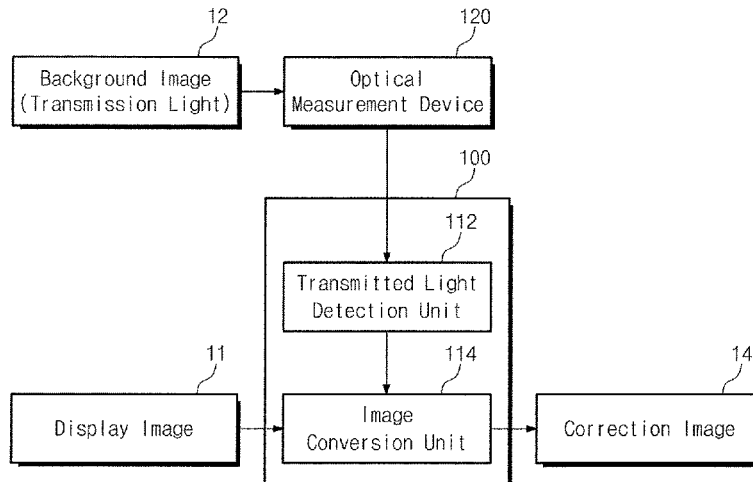 12
120
Background Image
(Transmission Light)
Optical
Measurement Device
100
112
Transmitted Light
Detection Unit
11
114
14
Display Image
Image
Conversion Unit
Correction Image